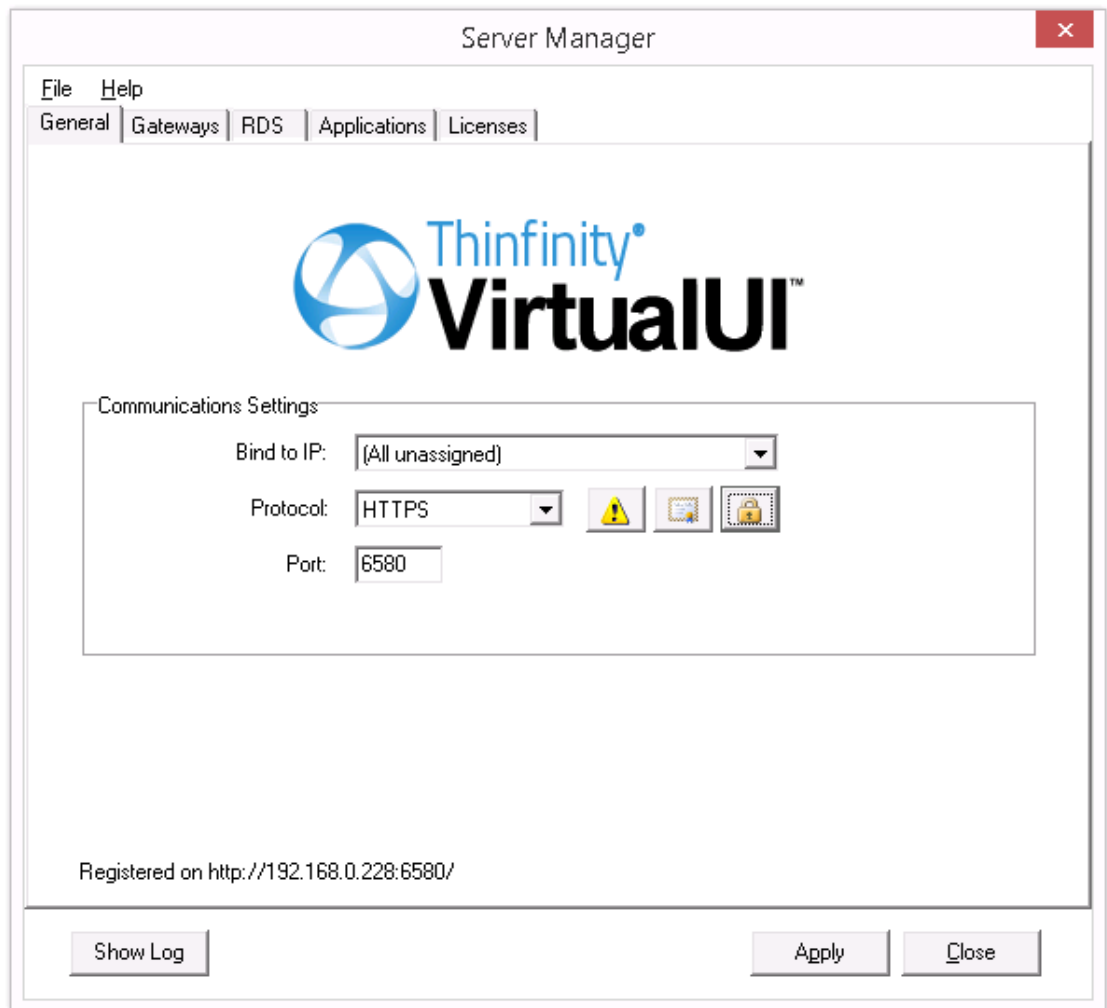 Server Manager
File Help
General Gateways RDS Applications Licenses
Thinfinity®
VirtualUI™
Communications Settings
Bind to IP: (All unassigned)
Protocol: HTTPS
Port: 6580
Registered on http://192.168.0.228:6580/
Show Log Apply Close